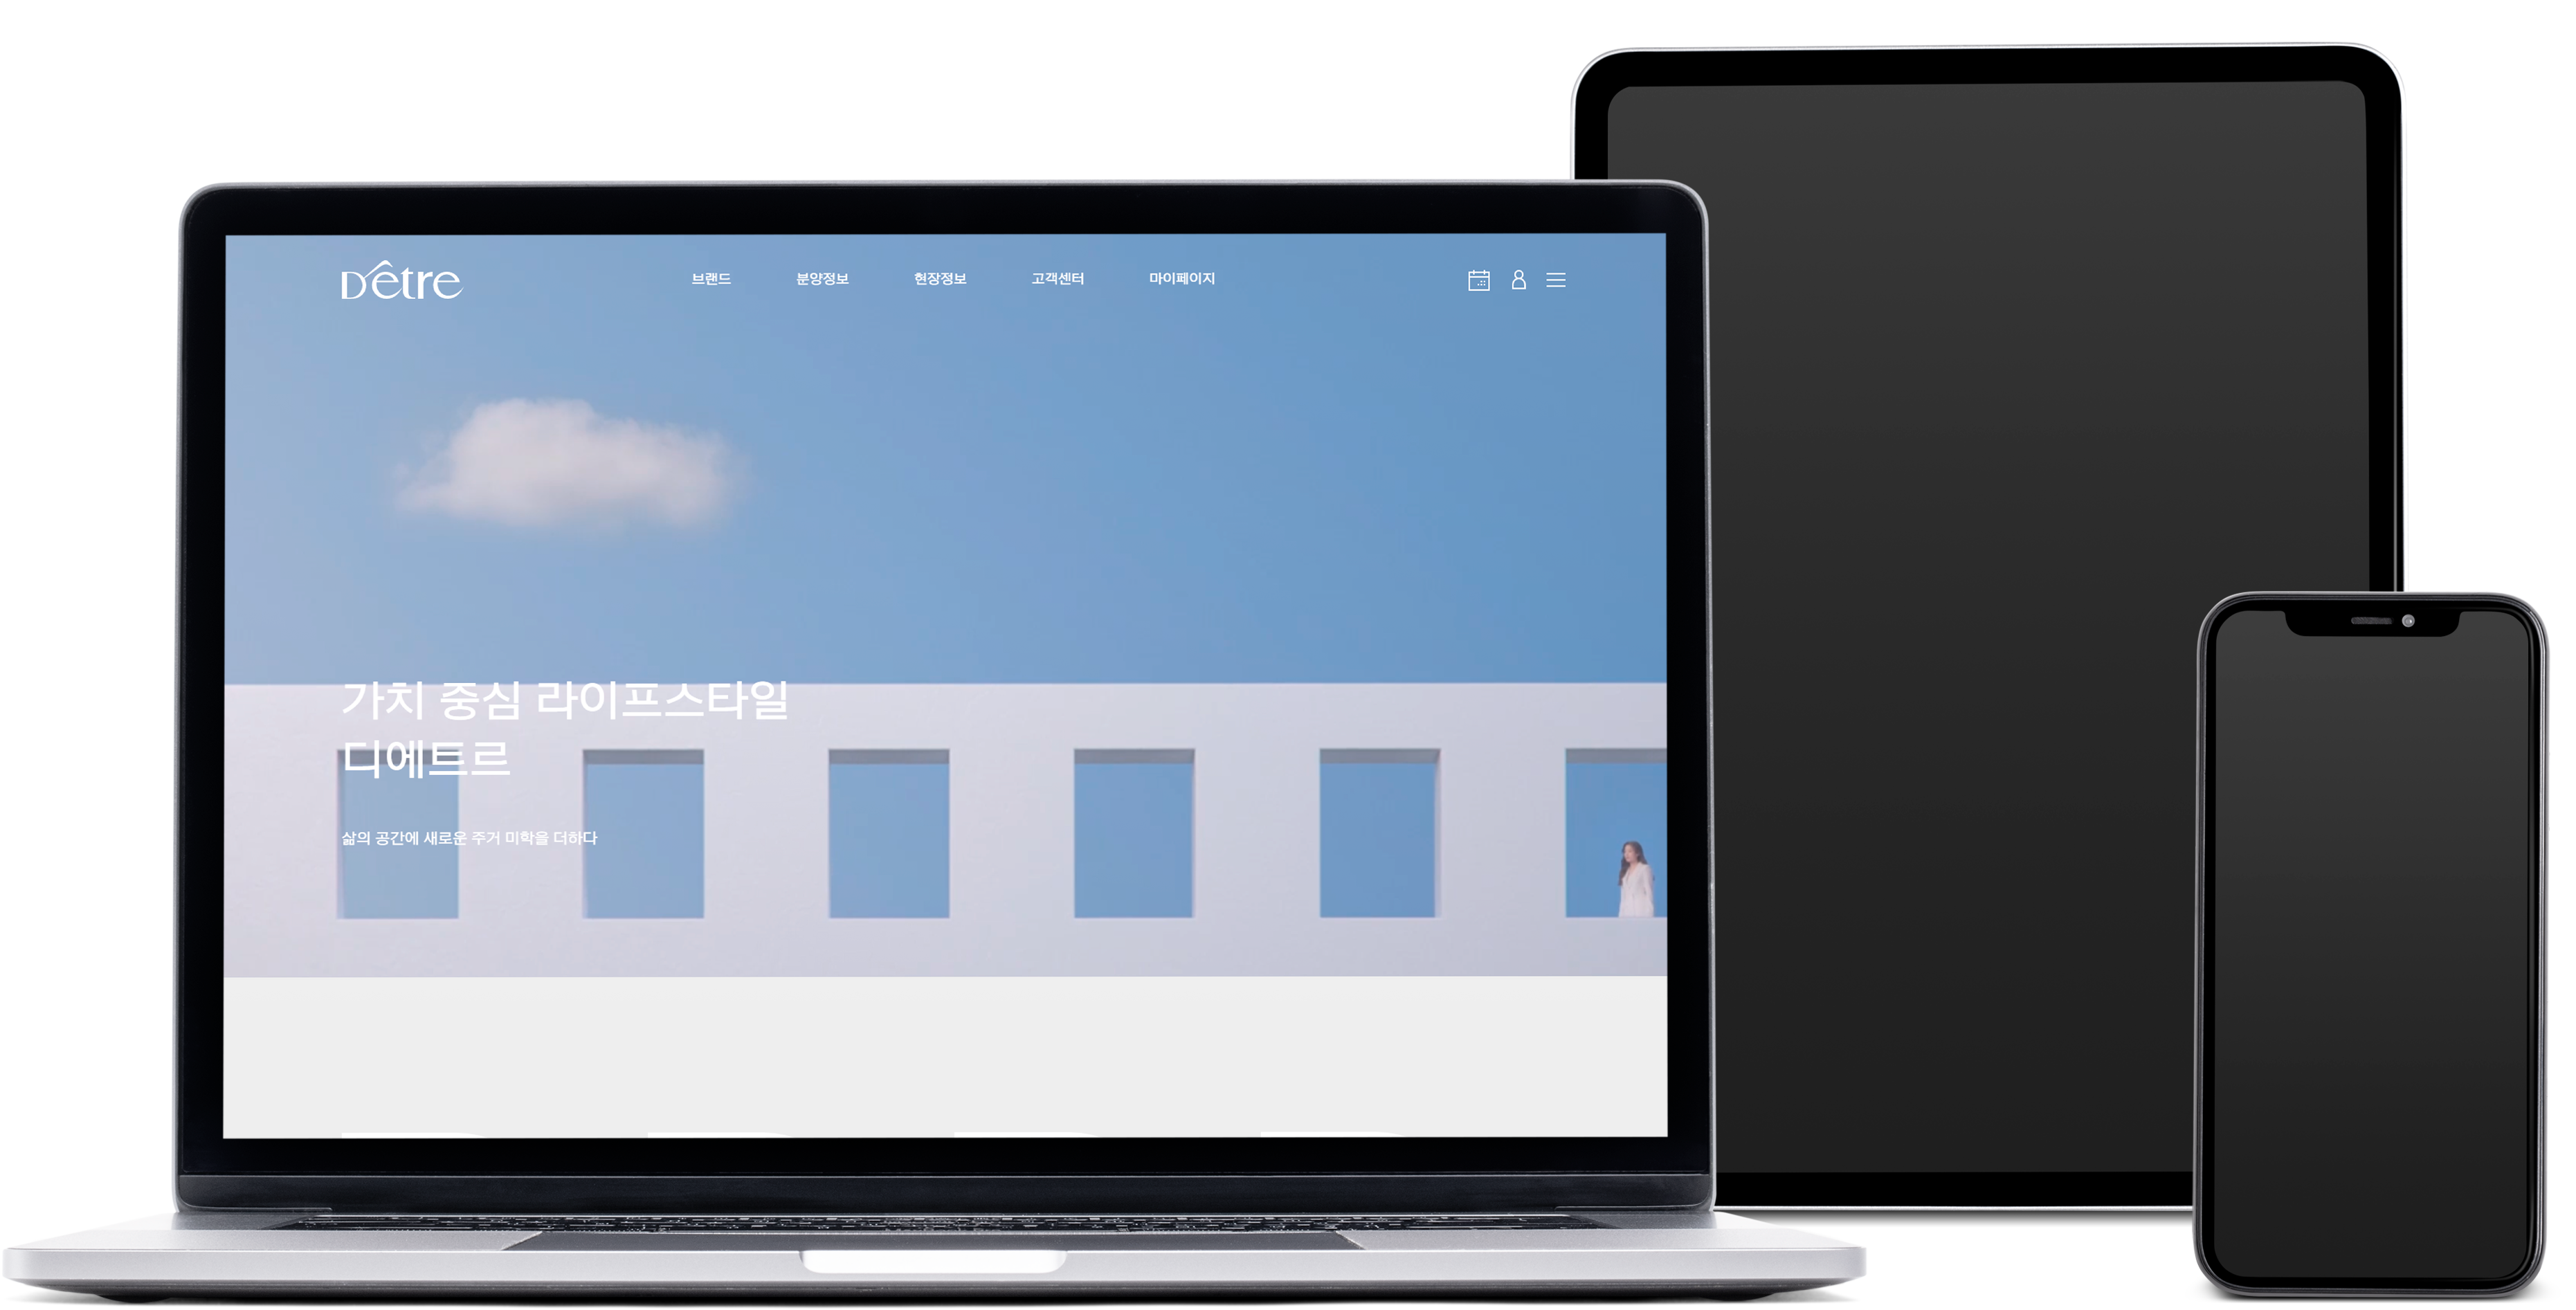 D'être
브랜드 분양정보 현장정보 고객센터 마이페이지
가치 중심 라이프스타일
디에트르
삶의 공간에 새로운 주거 미학을 더하다